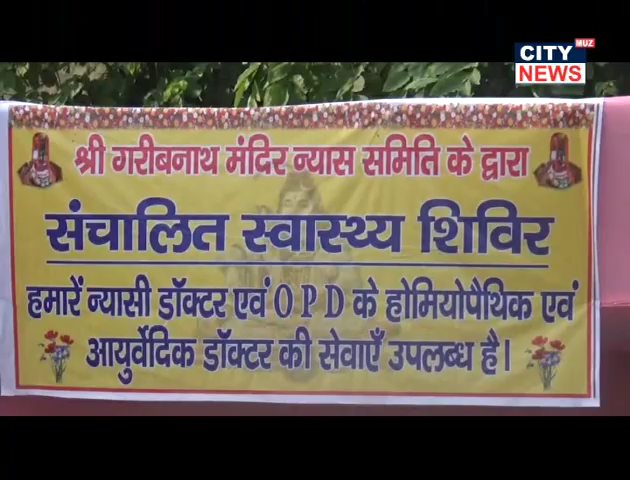 CITY MUZ
NEWS
श्री गरीबनाथ मंदिर न्यास समिति के द्वारा
संचालित स्वास्थ्य शिविर
हमारें न्यासी डॉक्टर एवं O P D के होमियोपैथिक एवं
आयुर्वेदिक डॉक्टर की सेवाएँ उपलब्ध है।